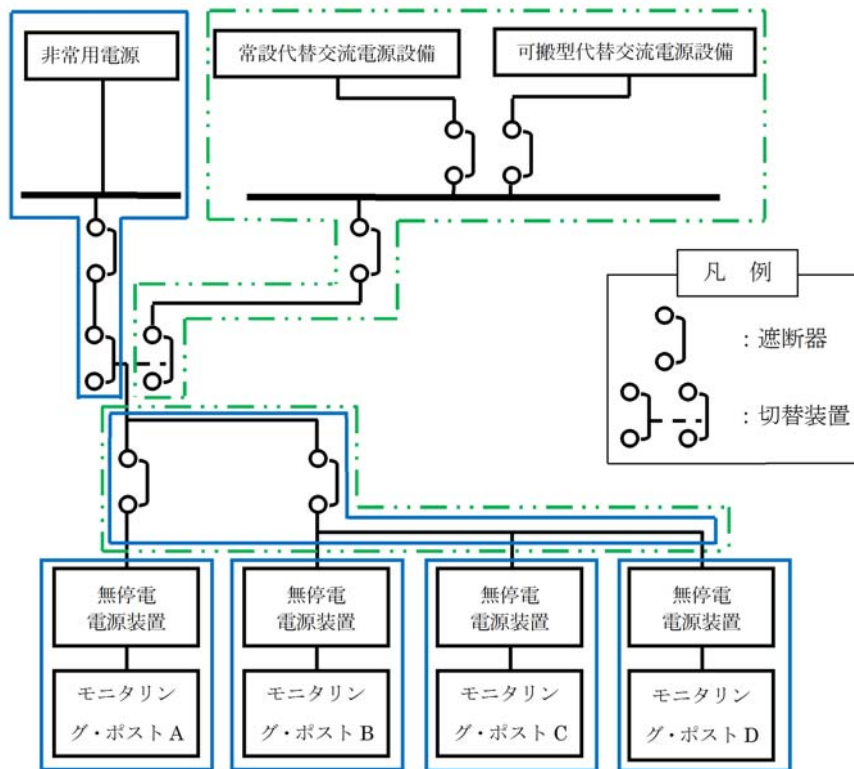 非常用電源
常設代替交流電源設備
可搬型代替交流電源設備
凡 例
：遮断器
：切替装置
無停電
電源装置
無停電
電源装置
無停電
電源装置
無停電
電源装置
モニタリン
グ・ポスト A
モニタリン
グ・ポスト B
モニタリン
グ・ポスト C
モニタリン
グ・ポスト D